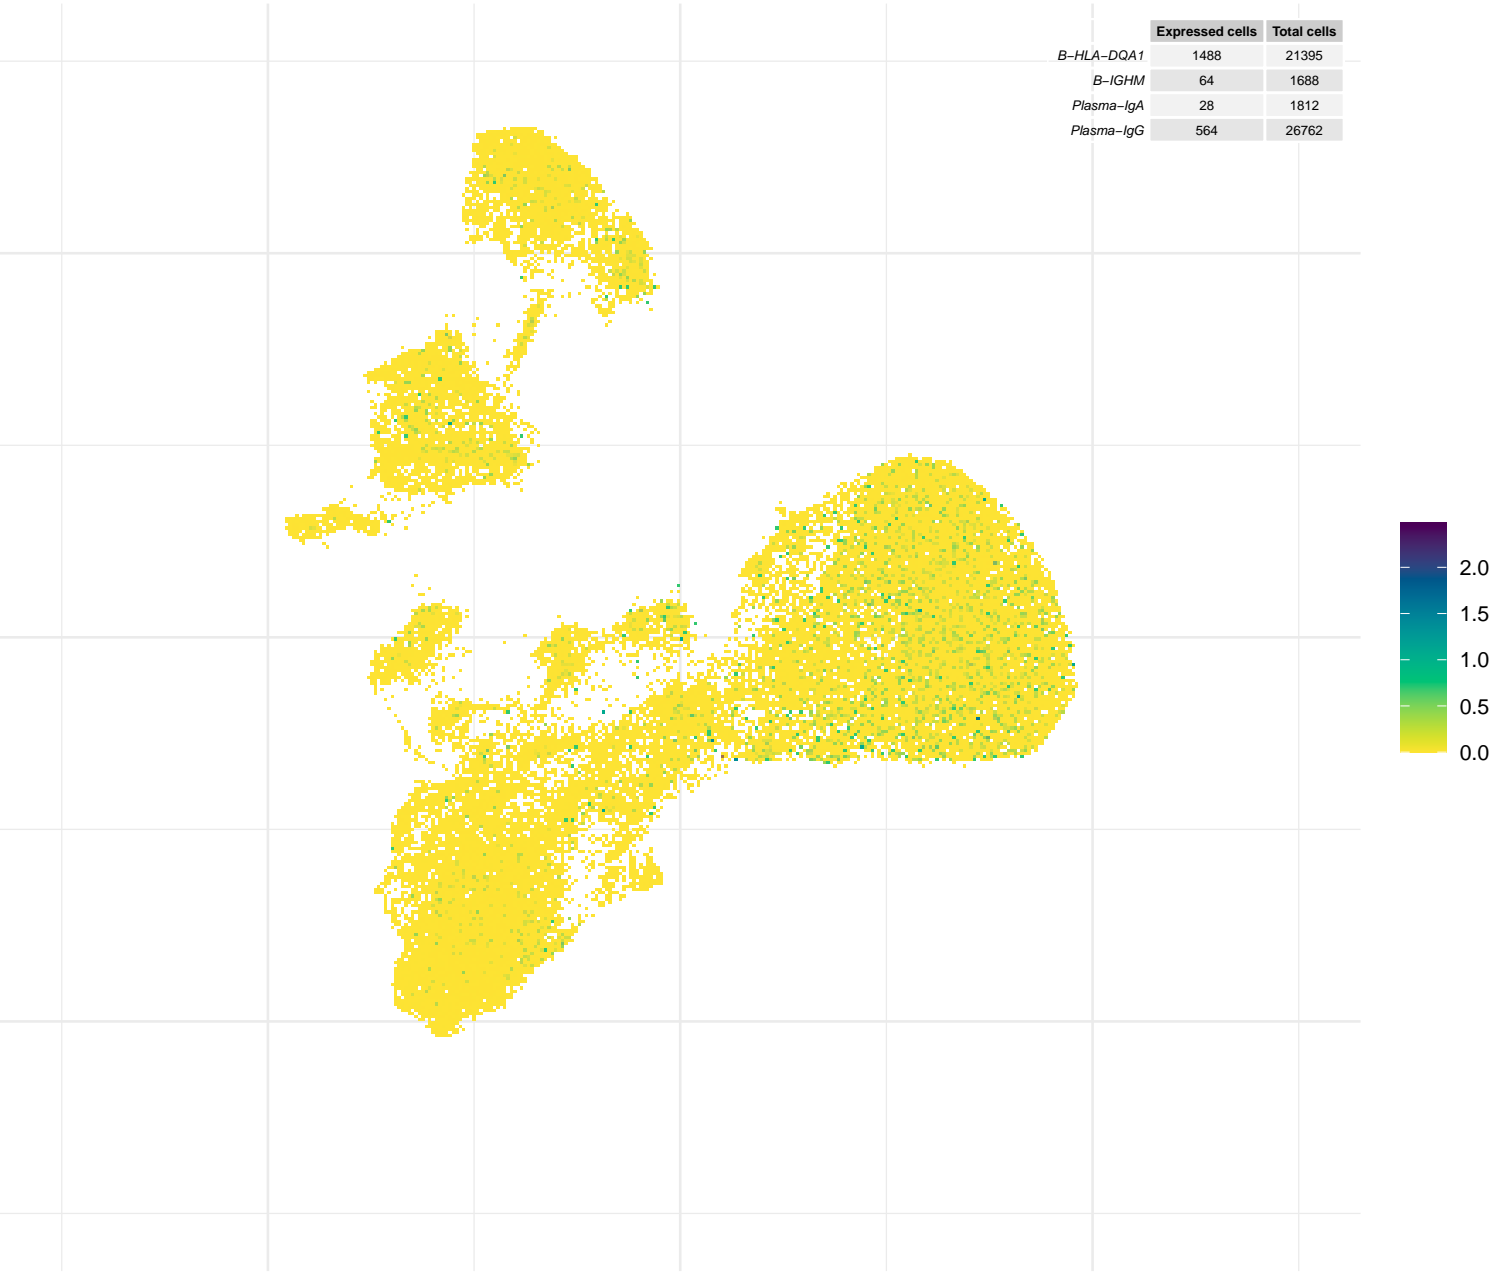 Expressed cells Total cells
B−HLA−DQA1 1488 21395
B−IGHM 64 1688
Plasma−IgA 28 1812
Plasma−IgG 564 26762
2.0
1.5
1.0
0.5
0.0